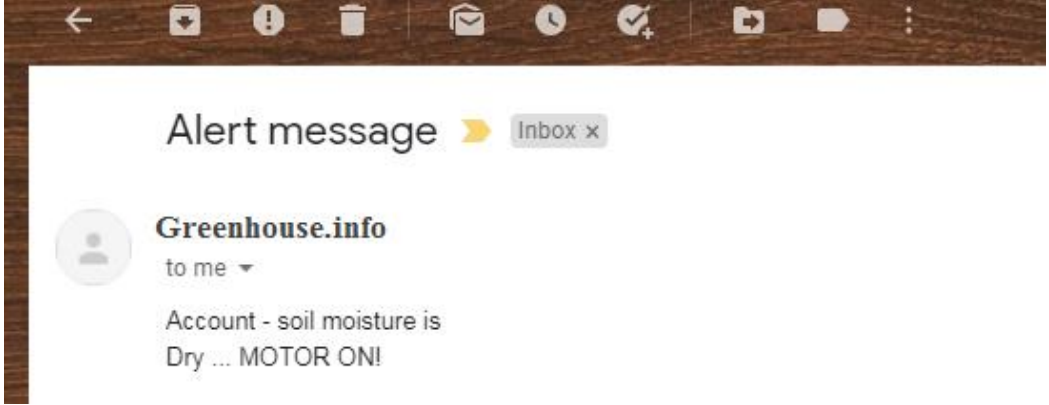 Alert message Inbox x
Greenhouse.info
to me
Account - soil moisture is
Dry ... MOTOR ON!